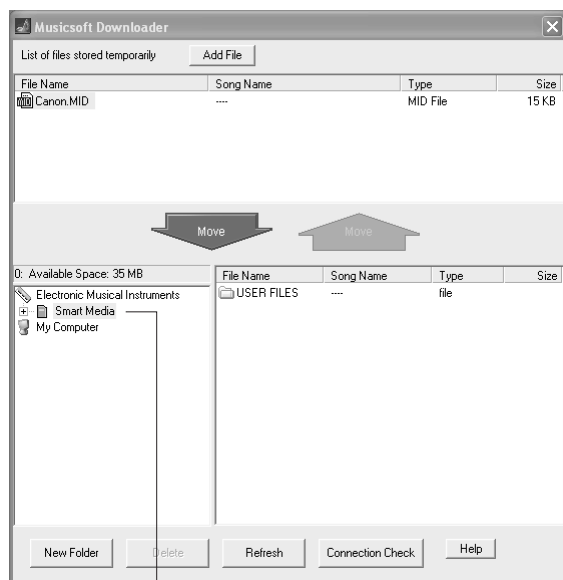 Musicsoft Downloader
List of files stored temporarily Add File
File Name Song Name Type Size
Canon.MID ---- MID File 15 KB
Move Move
0: Available Space: 35 MB
File Name Song Name Type Size
Electronic Musical Instruments
USER FILES ---- file
Smart Media
My Computer
New Folder Delete Refresh Connection Check Help